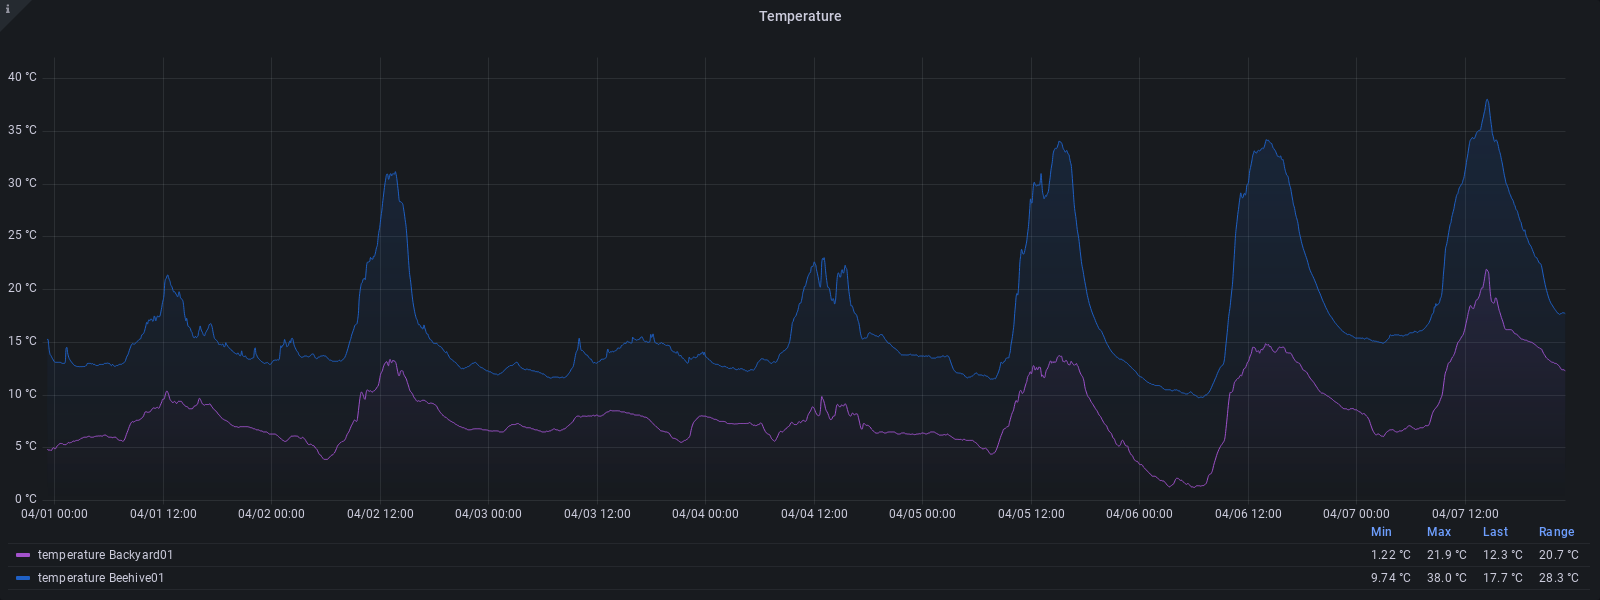 i
Temperature
40 °C
35 °C
30 °C
25 °C
20 °C
15 °C
10 °C
5 °C
0 °C
04/01 00:00 04/01 12:00 04/02 00:00 04/02 12:00 04/03 00:00 04/03 12:00 04/04 00:00 04/04 12:00 04/05 00:00 04/05 12:00 04/06 00:00 04/06 12:00 04/07 00:00 04/07 12:00
Min Max Last Range
temperature Backyard01 1.22 °C 21.9 °C 12.3 °C 20.7 °C
temperature Beehive01 9.74 °C 38.0 °C 17.7 °C 28.3 °C